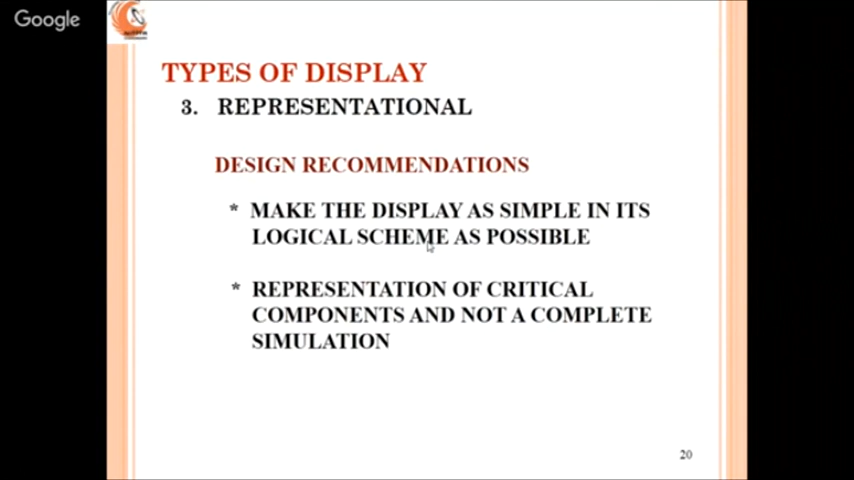 Google
TYPES OF DISPLAY
3. REPRESENTATIONAL
DESIGN RECOMMENDATIONS
* MAKE THE DISPLAY AS SIMPLE IN ITS
LOGICAL SCHEME AS POSSIBLE
* REPRESENTATION OF CRITICAL
COMPONENTS AND NOT A COMPLETE
SIMULATION
20